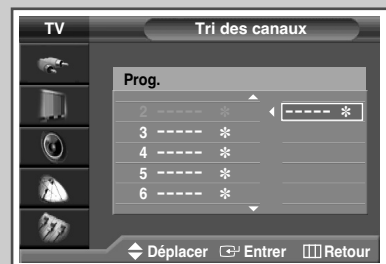 TV Tri des canaux
Prog.
2 ----- ✻ ----- ✻
3 ----- ✻
4 ----- ✻
5 ----- ✻
6 ----- ✻
Déplacer Entrer Retour